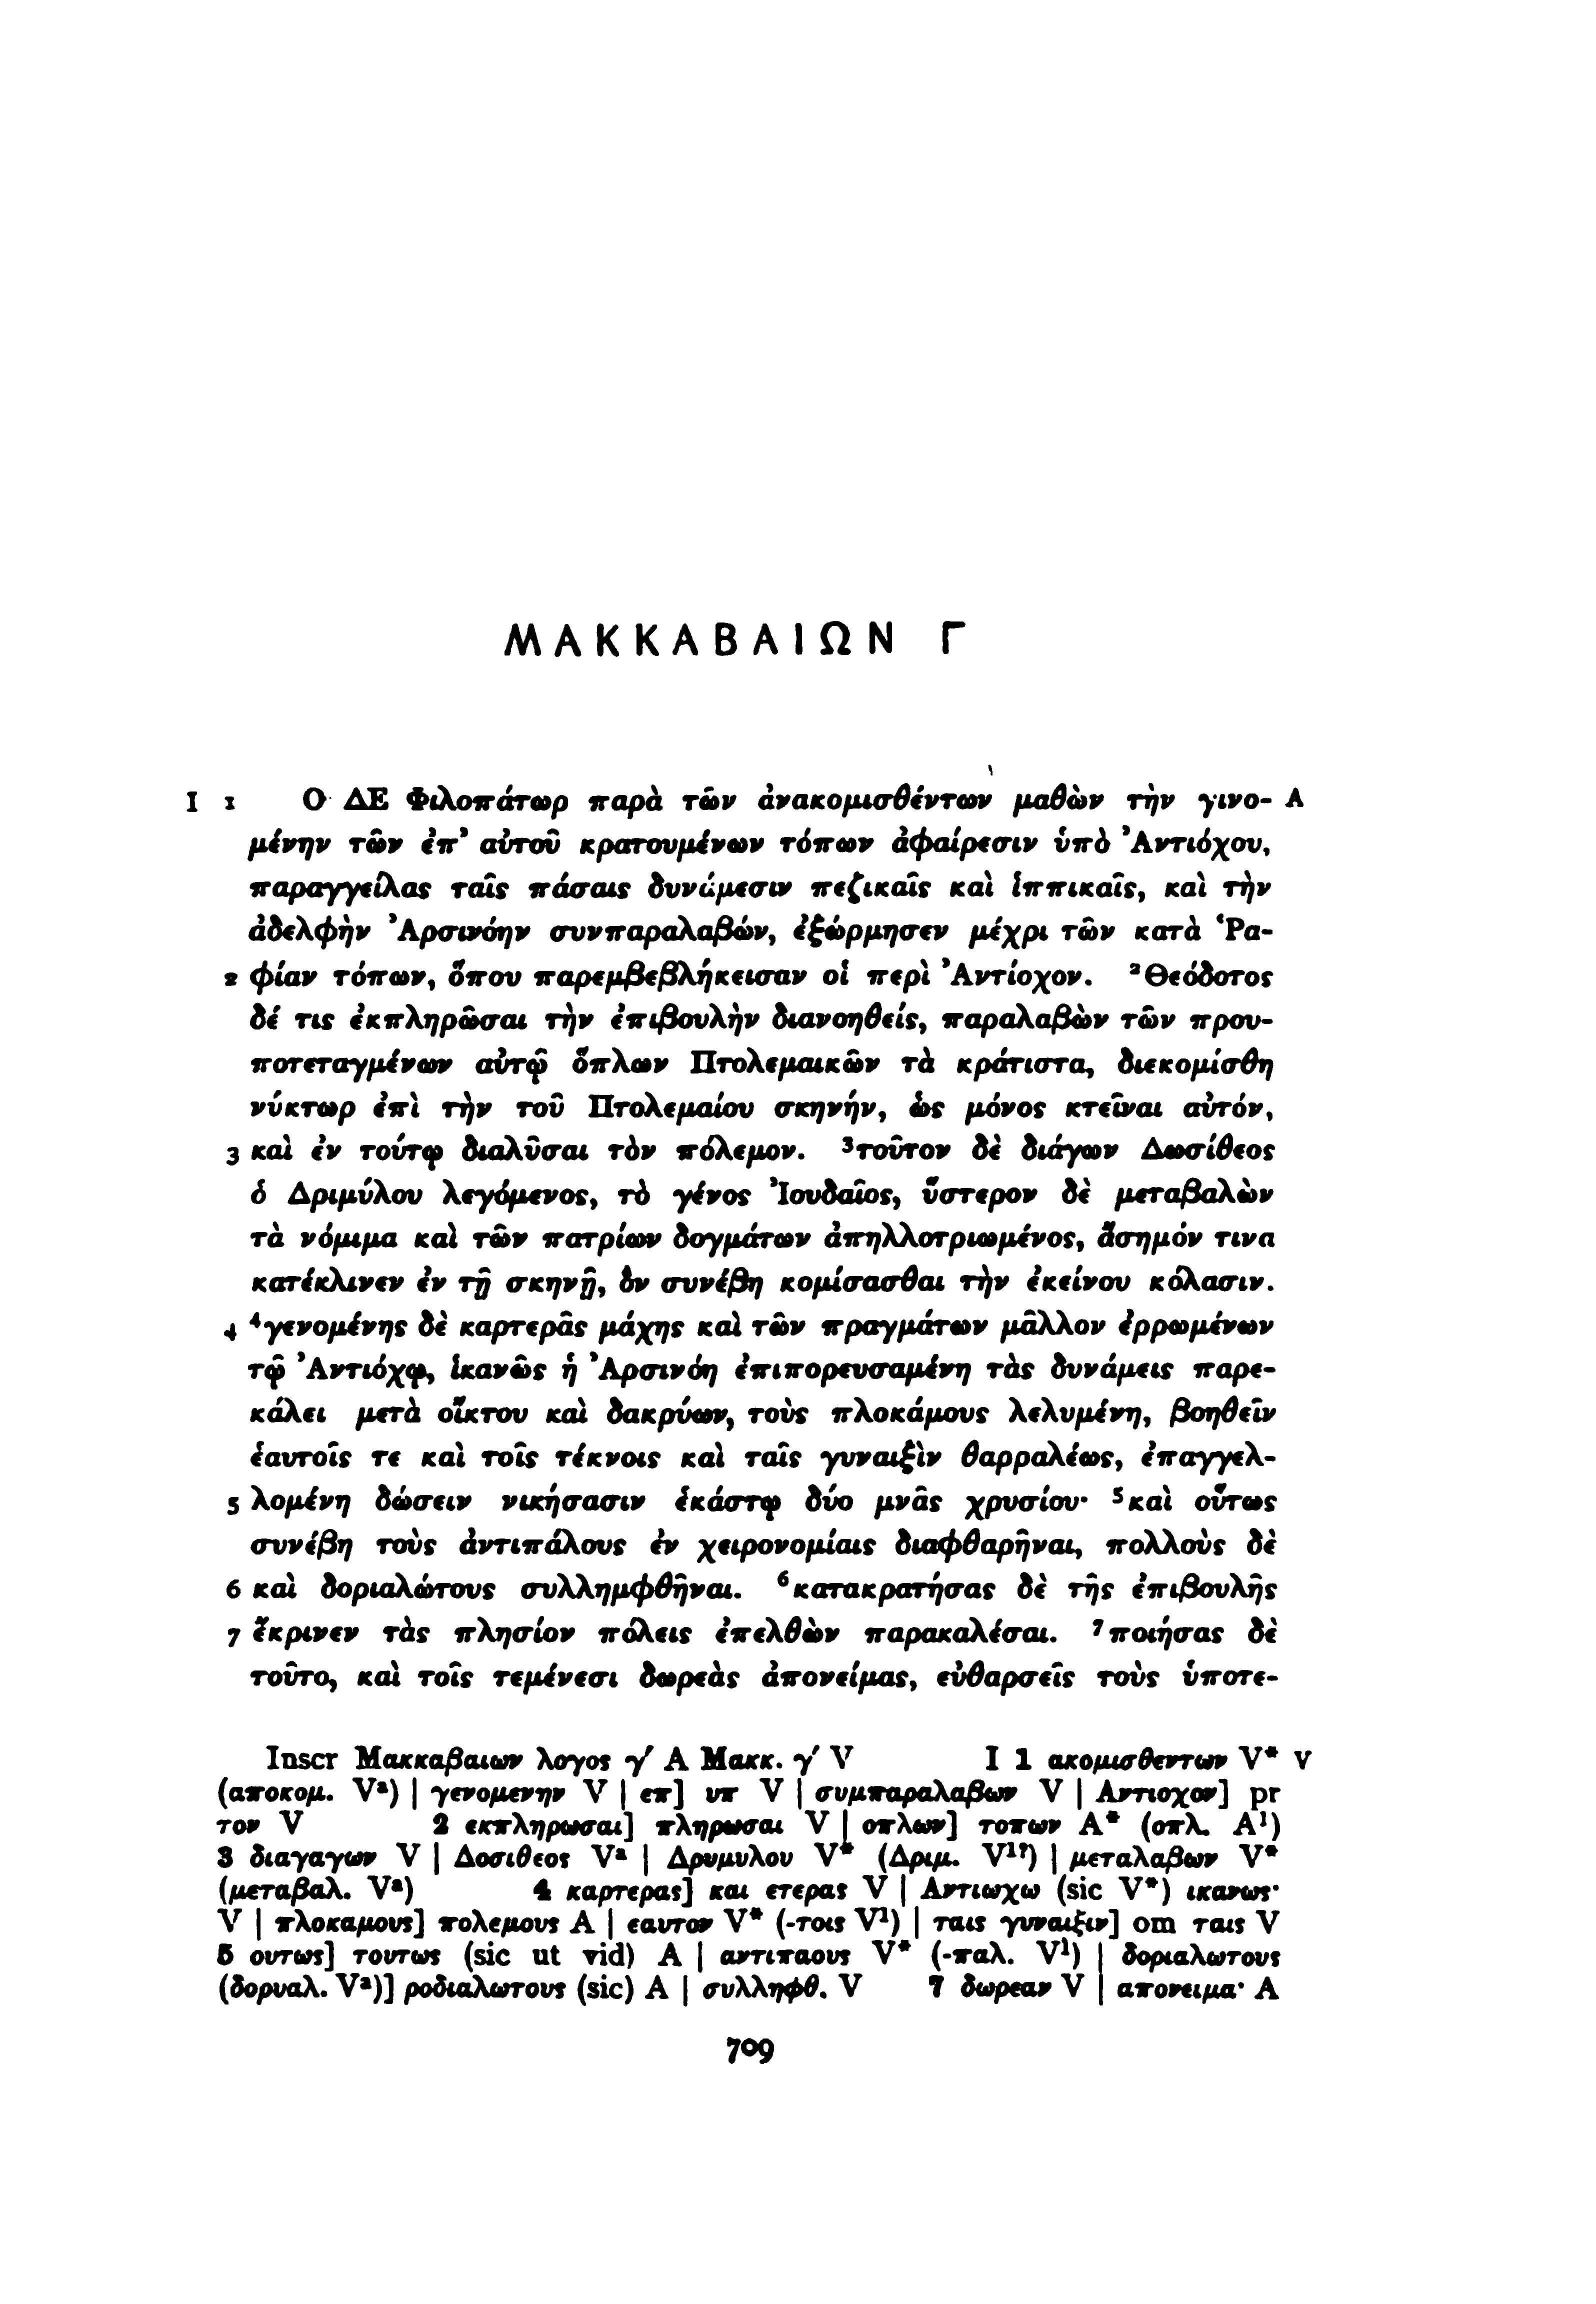 ΜΑΚΚΑΒΑΙΩΝ Γ
I 1 Ο ΔΕ Φιλοπάτωρ παρὰ τῶν ἀνακομισθέντων μαθὼν τὴν γινο- A
μένην τῶν ἐπ’ αὐτοῦ κρατουμένων τόπων ἀφαίρεσιν ὑπὸ Ἀντιόχου,
παραγγείλας ταῖς πάσαις δυνάμεσιν πεζικαῖς καὶ ἱππικαῖς, καὶ τὴν
ἀδελφὴν Ἀρσινόην συνπαραλαβών, ἐξώρμησεν μέχρι τῶν κατὰ Ῥα-
2 φίαν τόπων, ὅπου παρεμβεβλήκεισαν οἱ περὶ Ἀντίοχον. ²Θεόδοτος
δέ τις ἐκπληρῶσαι τὴν ἐπιβουλὴν διανοηθείς, παραλαβὼν τῶν πρου-
ποτεταγμένων αὐτῷ ὅπλων Πτολεμαικῶν τὰ κράτιστα, διεκομίσθη
νύκτωρ ἐπὶ τὴν τοῦ Πτολεμαίου σκηνήν, ὡς μόνος κτεῖναι αὐτόν,
3 καὶ ἐν τούτῳ διαλῦσαι τὸν πόλεμον. ³τοῦτον δὲ διάγων Δωσίθεος
ὁ Δριμύλου λεγόμενος, τὸ γένος Ἰουδαῖος, ὕστερον δὲ μεταβαλὼν
τὰ νόμιμα καὶ τῶν πατρίων δογμάτων ἀπηλλοτριωμένος, ἄσημόν τινα
κατέκλινεν ἐν τῇ σκηνῇ, ὃν συνέβη κομίσασθαι τὴν ἐκείνου κόλασιν.
4 ⁴γενομένης δὲ καρτερᾶς μάχης καὶ τῶν πραγμάτων μᾶλλον ἐρρωμένων
τῷ Ἀντιόχῳ, ἱκανῶς ἡ Ἀρσινόη ἐπιπορευσαμένη τὰς δυνάμεις παρε-
κάλει μετὰ οἴκτου καὶ δακρύων, τοὺς πλοκάμους λελυμένη, βοηθεῖν
ἑαυτοῖς τε καὶ τοῖς τέκνοις καὶ ταῖς γυναιξὶν θαρραλέως, ἐπαγγελ-
5 λομένη δώσειν νικήσασιν ἑκάστῳ δύο μνᾶς χρυσίου· ⁵καὶ οὕτως
συνέβη τοὺς ἀντιπάλους ἐν χειρονομίαις διαφθαρῆναι, πολλοὺς δὲ
6 καὶ δοριαλώτους συλλημφθῆναι. ⁶κατακρατήσας δὲ τῆς ἐπιβουλῆς
7 ἔκρινεν τὰς πλησίον πόλεις ἐπελθὼν παρακαλέσαι. ⁷ποιήσας δὲ
τοῦτο, καὶ τοῖς τεμένεσι δωρεὰς ἀπονείμας, εὐθαρσεῖς τοὺς ὑποτε-
Inscr Μακκαβαιων λογος γ′ A Μακκ. γ′ V I 1 ακομισθεντων V* V
(αποκομ. Vᵃ) | γενομενην V | επ] υπ V | συμπαραλαβων V | Αντιοχον] pr
τον V 2 εκπληρωσαι] πληρωσαι V | οπλων] τοπων A* (οπλ. A¹)
3 διαγαγων V | Δοσιθεος Vᵃ | Δρυμυλου V* (Δριμ. V¹?) | μεταλαβων V*
(μεταβαλ. Vᵃ) 4 καρτερας] και ετερας V | Αντιωχω (sic V*) ικανως·
V | πλοκαμους] πολεμους A | εαυτον V* (-τοις V¹) | ταις γυναιξιν] om ταις V
5 ουτως] τουτως (sic ut vid) A | αντιπαους V* (-παλ. V¹) | δοριαλωτους
(δορυαλ. Vᵃ)] ροδιαλωτους (sic) A | συλληφθ. V 7 δωρεαν V | απονειμα· A
709